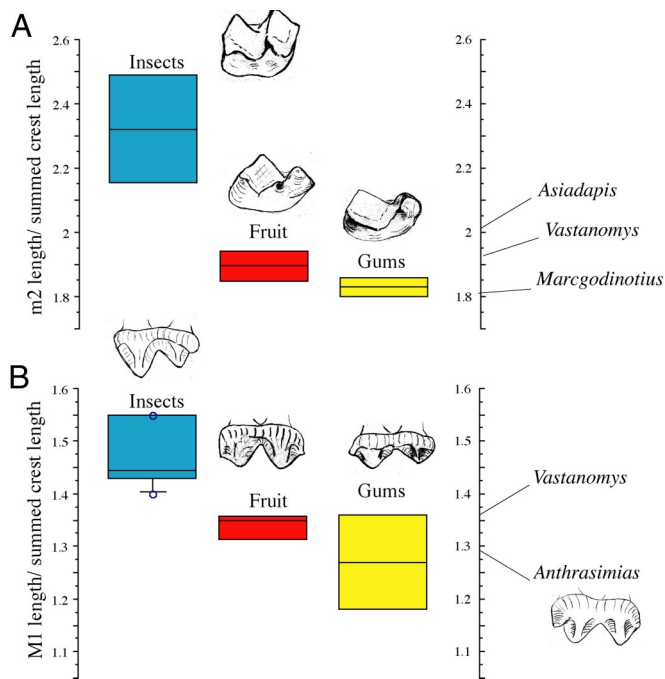 A
2.6
2.4
2.2
2
1.8
m2 length/ summed crest length
Insects
Fruit
Gums
2.6
2.4
2.2
2
1.8
Asiadapis
Vastanomys
Marcgodinotius
B
1.6
1.5
1.4
1.3
1.2
1.1
M1 length/ summed crest length
Insects
Fruit
Gums
1.6
1.5
1.4
1.3
1.2
1.1
Vastanomys
Anthrasimias